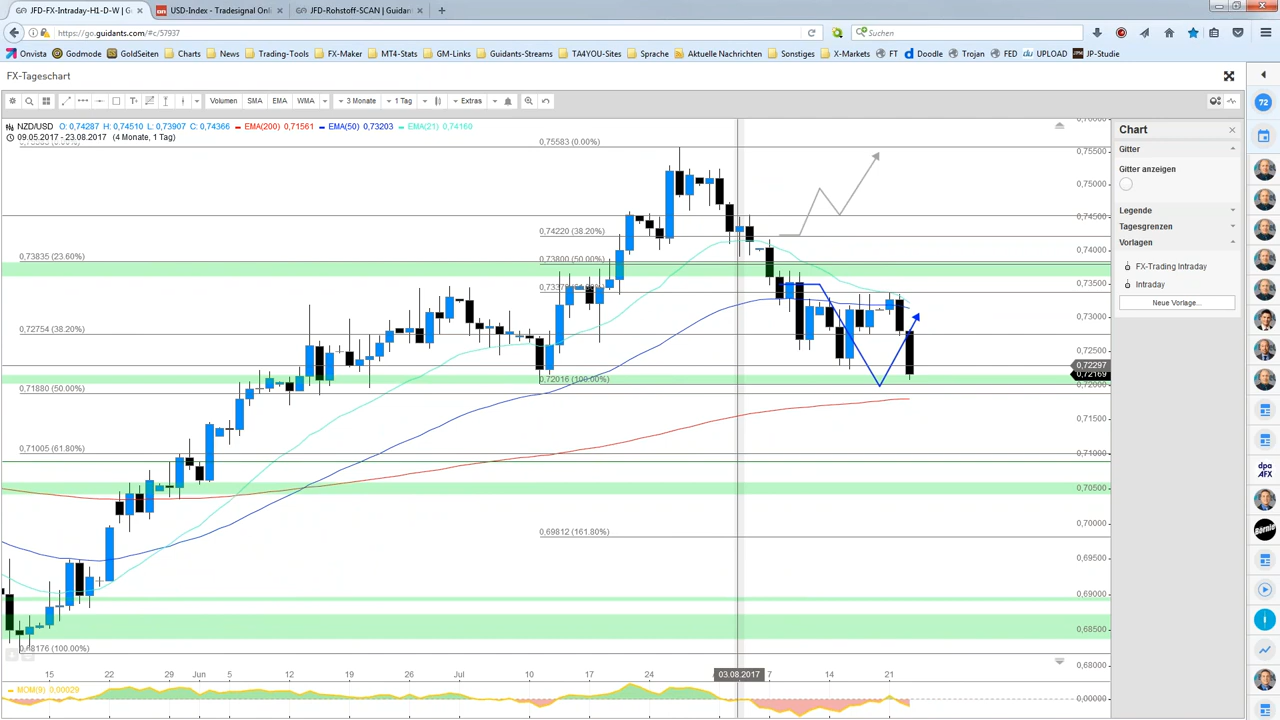 JFD-FX-Intraday-H1-D-W | G... × USD-Index - Tradesignal Onli... × JFD-Rohstoff-SCAN | Guidant... × +
https://go.guidants.com/#c/57937 Suchen
Onvista Godmode GoldSeiten Charts News Trading-Tools FX-Maker MT4-Stats GM-Links Guidants-Streams TA4YOU-Sites Sprache Aktuelle Nachrichten Sonstiges X-Markets FT Doodle Trojan FED UPLOAD JP-Studie
FX-Tageschart
Volumen SMA EMA WMA 3 Monate 1 Tag Extras
NZD/USD O: 0,74287 H: 0,74510 L: 0,73907 C: 0,74366 EMA(200) 0,71561 EMA(50) 0,73203 EMA(21) 0,74160
09.05.2017 - 23.08.2017 (4 Monate, 1 Tag)
Chart
Gitter
Gitter anzeigen
Legende
Tagesgrenzen
Vorlagen
FX-Trading Intraday
Intraday
Neue Vorlage...
72
dpa
AFX
Börnie
0,75583 (0.00%)
0,74220 (38.20%)
0,73835 (23.60%)
0,73800 (50.00%)
0,72754 (38.20%)
0,72016 (100.00%)
0,71880 (50.00%)
0,71005 (61.80%)
0,69812 (161.80%)
0,68176 (100.00%)
0,75500
0,75000
0,74500
0,74000
0,73500
0,73000
0,72500
0,72297
0,72169
0,71500
0,71000
0,70500
0,70000
0,69500
0,69000
0,68500
0,68000
15 22 29 Jun 5 12 19 26 Jul 10 17 24 03.08.2017 7 14 21
MOM(9) 0,00029
0,00000